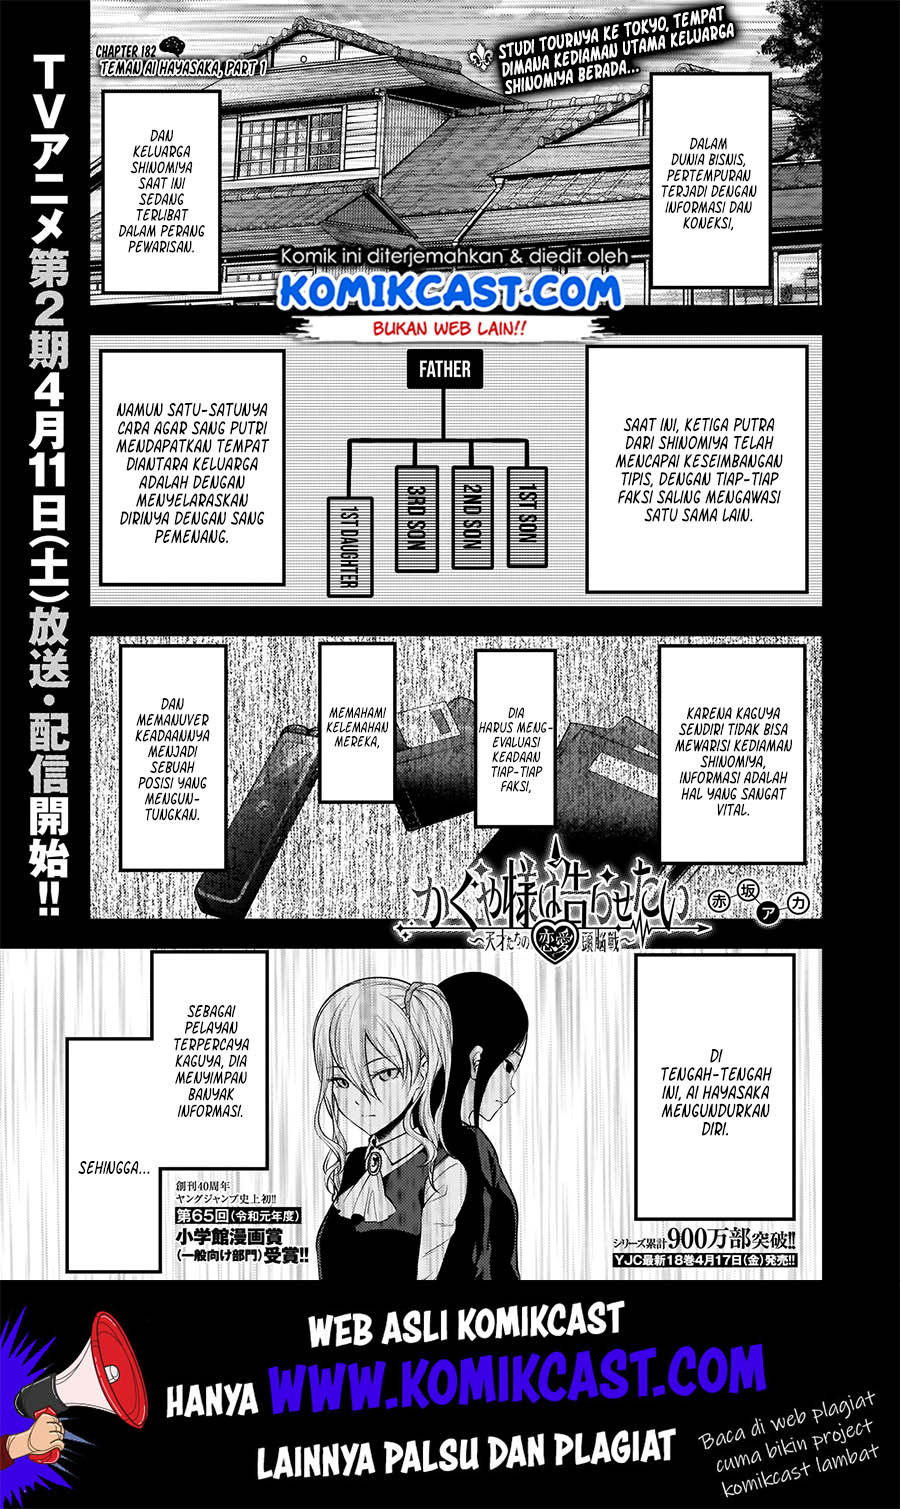 CHAPTER 182
TEMAN AI HAYASAKA, PART 1
STUDI TOURNYA KE TOKYO, TEMPAT
DIMANA KEDIAMAN UTAMA KELUARGA
SHINOMIYA BERADA...
TVアニメ第2期4月11日(土)放送・配信開始!!
DALAM
DUNIA BISNIS,
PERTEMPURAN
TERJADI DENGAN
INFORMASI DAN
KONEKSI,
DAN
KELUARGA
SHINOMIYA
SAAT INI
SEDANG
TERLIBAT
DALAM PERANG
PEWARISAN.
Komik ini diterjemahkan & diedit oleh
KOMIKCAST.COM
BUKAN WEB LAIN!!
SAAT INI, KETIGA PUTRA
DARI SHINOMIYA TELAH
MENCAPAI KESEIMBANGAN
TIPIS, DENGAN TIAP-TIAP
FAKSI SALING MENGAWASI
SATU SAMA LAIN.
FATHER
1ST SON
2ND SON
3RD SON
1ST DAUGHTER
NAMUN SATU-SATUNYA
CARA AGAR SANG PUTRI
MENDAPATKAN TEMPAT
DIANTARA KELUARGA
ADALAH DENGAN
MENYELARASKAN
DIRINYA DENGAN SANG
PEMENANG.
KARENA KAGUYA
SENDIRI TIDAK BISA
MEWARISI KEDIAMAN
SHINOMIYA,
INFORMASI ADALAH
HAL YANG SANGAT
VITAL.
DIA
HARUS MENG-
EVALUASI
KEADAAN
TIAP-TIAP
FAKSI,
MEMAHAMI
KELEMAHAN
MEREKA,
DAN
MEMANUVER
KEADAANNYA
MENJADI
SEBUAH
POSISI YANG
MENGUN-
TUNGKAN.
かぐや様は告らせたい
～天才たちの恋愛頭脳戦～
赤坂アカ
DI
TENGAH-TENGAH
INI, AI HAYASAKA
MENGUNDURKAN
DIRI.
SEBAGAI
PELAYAN
TERPERCAYA
KAGUYA, DIA
MENYIMPAN
BANYAK
INFORMASI.
SEHINGGA...
創刊40周年
ヤングジャンプ史上初!!
第65回(令和元年度)
小学館漫画賞
(一般向け部門)受賞!!
シリーズ累計900万部突破!!
YJC最新18巻4月17日(金)発売!!
WEB ASLI KOMIKCAST
HANYA WWW.KOMIKCAST.COM
LAINNYA PALSU DAN PLAGIAT
Baca di web plagiat
cuma bikin project
komikcast lambat